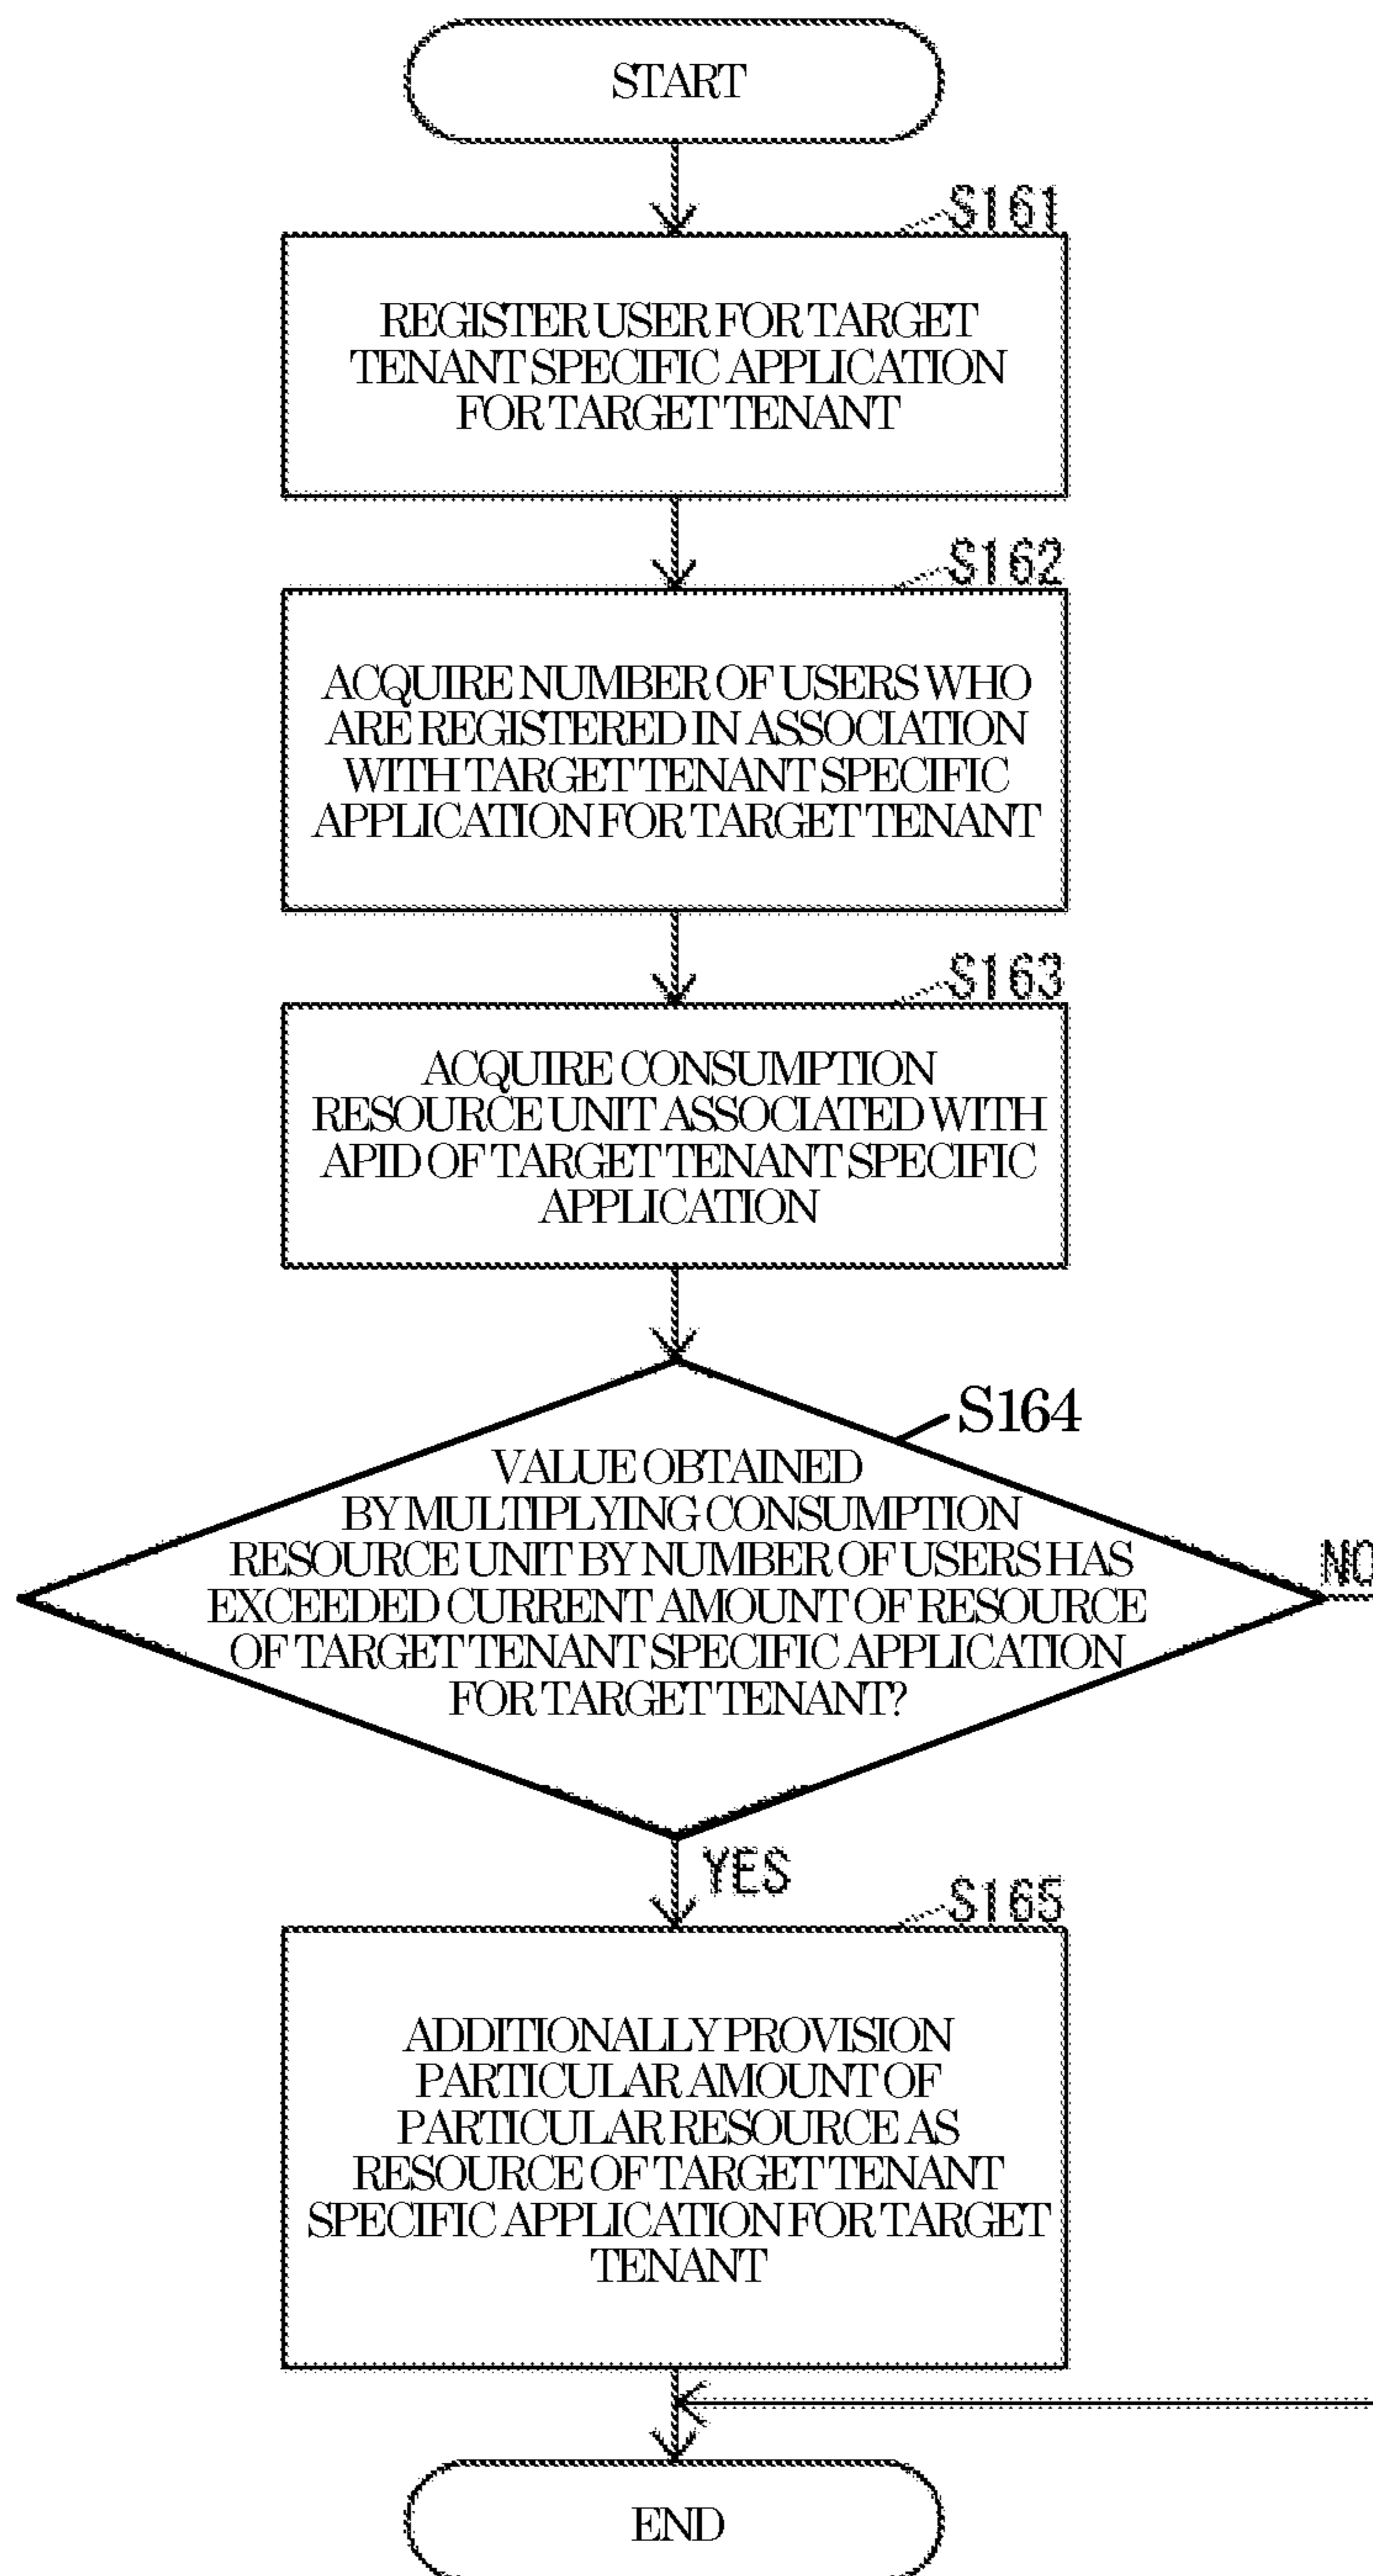 START
S161
REGISTER USER FOR TARGET
TENANT SPECIFIC APPLICATION
FOR TARGET TENANT
S162
ACQUIRE NUMBER OF USERS WHO
ARE REGISTERED IN ASSOCIATION
WITH TARGET TENANT SPECIFIC
APPLICATION FOR TARGET TENANT
S163
ACQUIRE CONSUMPTION
RESOURCE UNIT ASSOCIATED WITH
APID OF TARGET TENANT SPECIFIC
APPLICATION
S164
VALUE OBTAINED
BY MULTIPLYING CONSUMPTION
RESOURCE UNIT BY NUMBER OF USERS HAS
EXCEEDED CURRENT AMOUNT OF RESOURCE
OF TARGET TENANT SPECIFIC APPLICATION
FOR TARGET TENANT?
NO
YES
S165
ADDITIONALLY PROVISION
PARTICULAR AMOUNT OF
PARTICULAR RESOURCE AS
RESOURCE OF TARGET TENANT
SPECIFIC APPLICATION FOR TARGET
TENANT
END